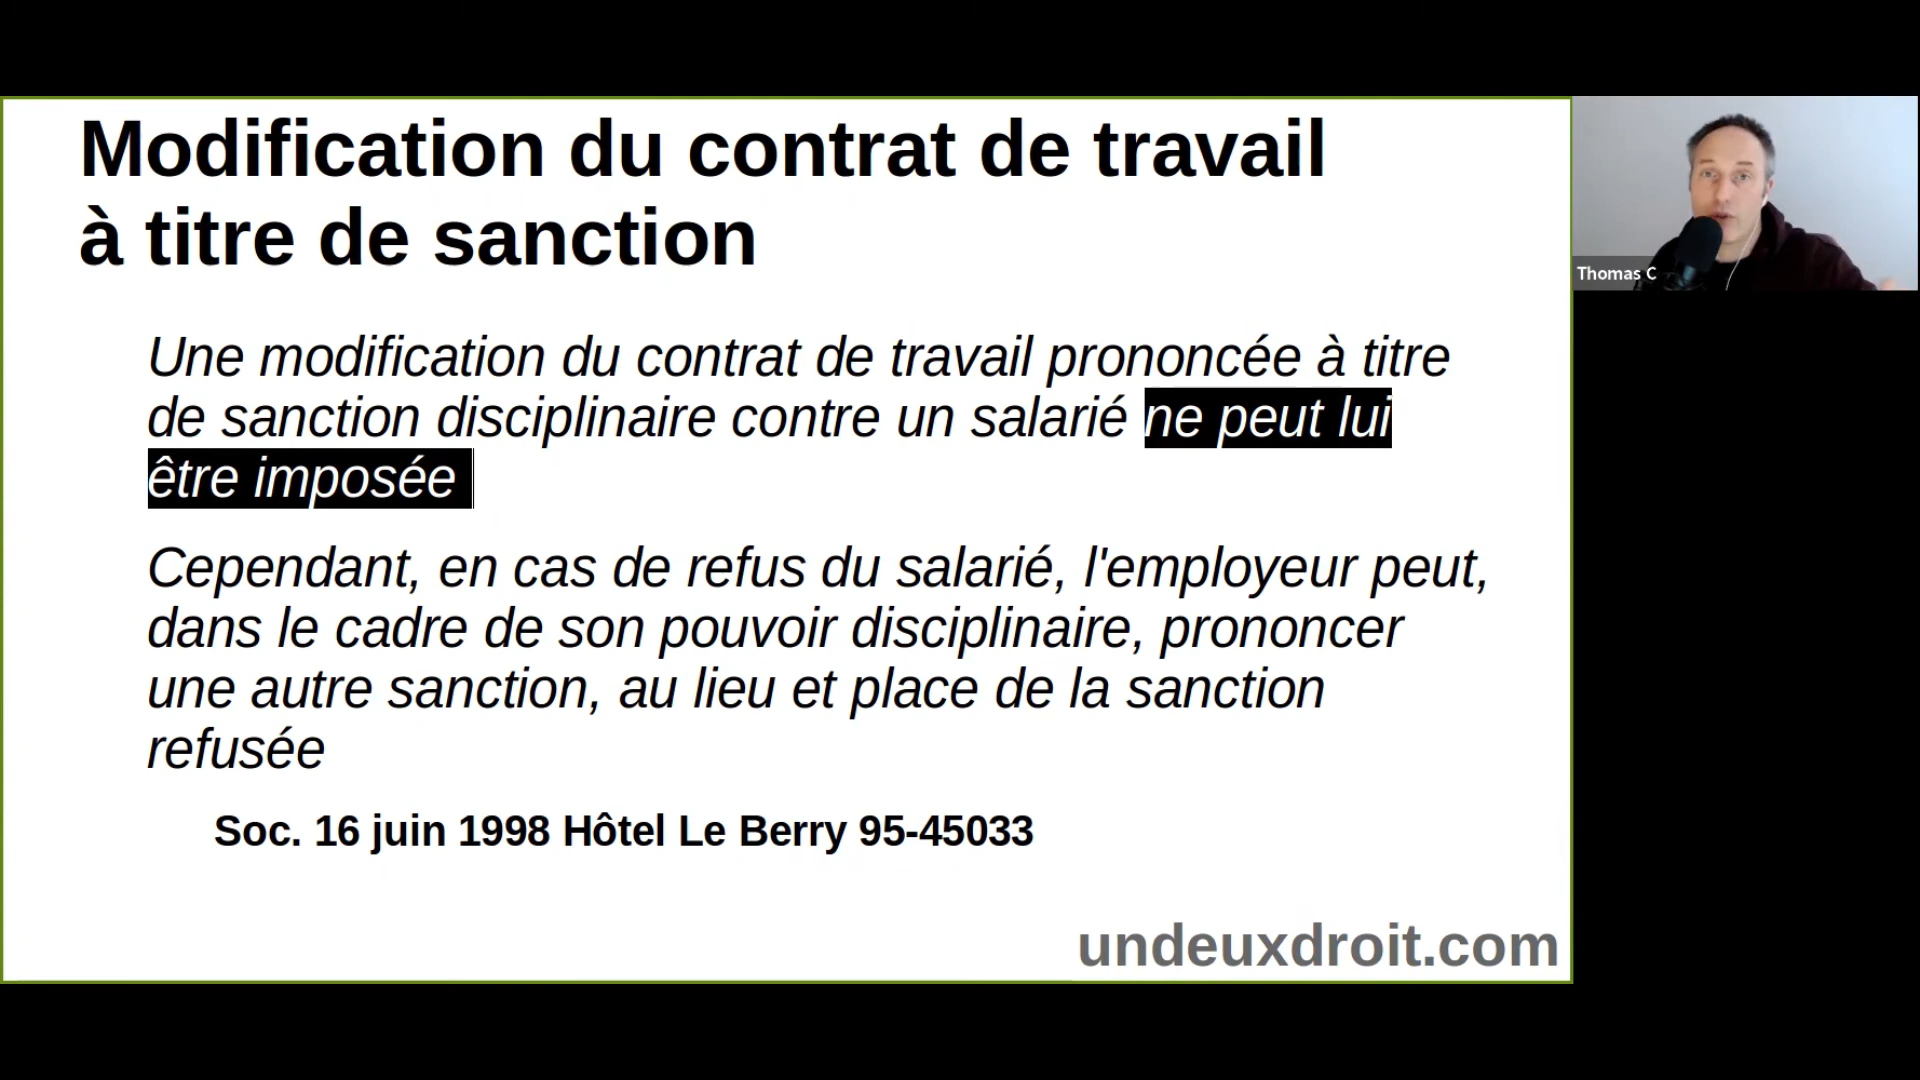 Modification du contrat de travail
à titre de sanction
Une modification du contrat de travail prononcée à titre
de sanction disciplinaire contre un salarié ne peut lui
être imposée
Cependant, en cas de refus du salarié, l'employeur peut,
dans le cadre de son pouvoir disciplinaire, prononcer
une autre sanction, au lieu et place de la sanction
refusée
Soc. 16 juin 1998 Hôtel Le Berry 95-45033
undeuxdroit.com
Thomas C